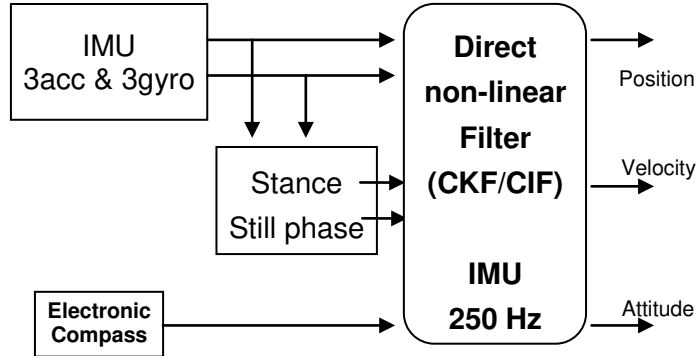 IMU
3acc & 3gyro
Stance
Still phase
Electronic
Compass
Direct
non-linear
Filter
(CKF/CIF)
IMU
250 Hz
Position
Velocity
Attitude